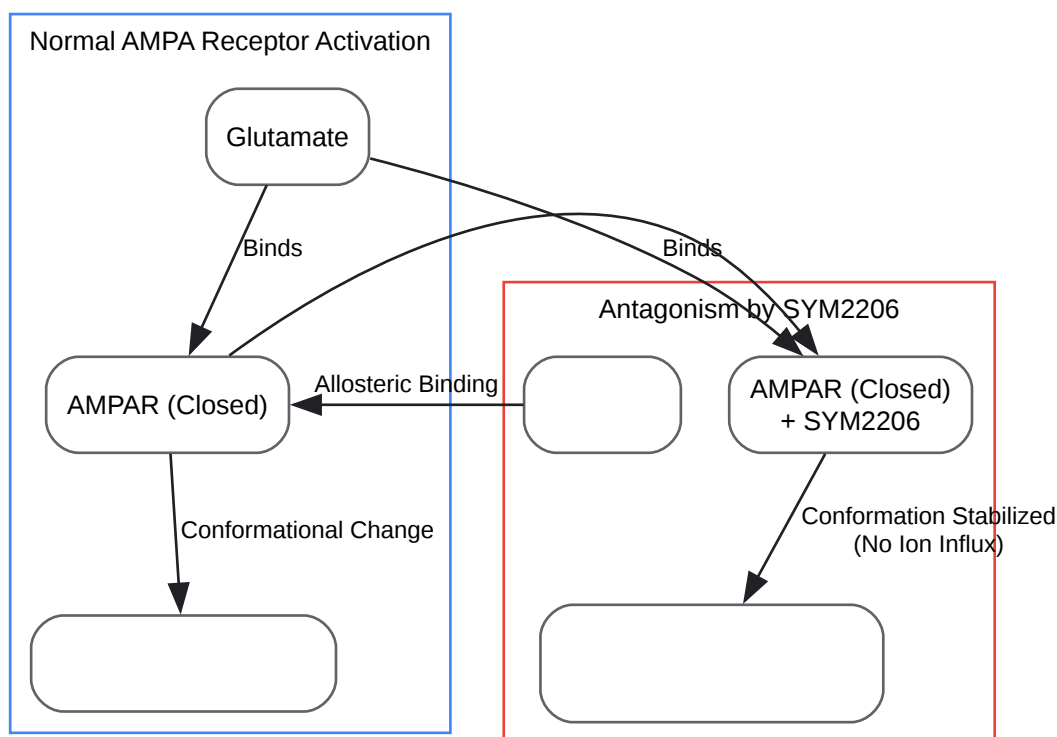 Normal AMPA Receptor Activation
Glutamate
Binds
Binds
Antagonism by SYM2206
Allosteric Binding
AMPAR (Closed)
AMPAR (Closed)
+ SYM2206
Conformational Change
Conformation Stabilized
(No Ion Influx)